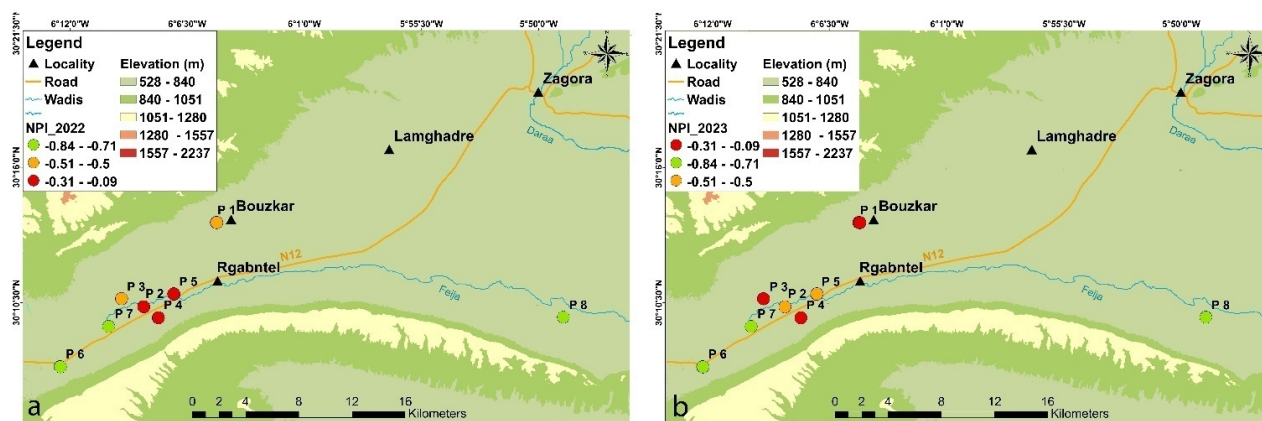 6°12'0"W 6°6'30"W 6°1'0"W 5°55'30"W 5°50'0"W
30°21'30"
30°16'0"N
30°10'30"N
Legend
Locality
Road
Wadis
NPI_2022
-0.84 - -0.71
-0.51 - -0.5
-0.31 - -0.09
Elevation (m)
528 - 840
840 - 1051
1051 - 1280
1280 - 1557
1557 - 2237
Zagora
Daraa
Lamghadre
P 1 Bouzkar
N12
Rgabntel
Feija
P 5
P 3
P 2
P 4
P 7
P 8
P 6
0 2 4 8 12 16
Kilometers
a
6°12'0"W 6°6'30"W 6°1'0"W 5°55'30"W 5°50'0"W
30°21'30"
30°16'0"N
30°10'30"N
Legend
Locality
Road
Wadis
NPI_2023
-0.31 - -0.09
-0.84 - -0.71
-0.51 - -0.5
Elevation (m)
528 - 840
840 - 1051
1051 - 1280
1280 - 1557
1557 - 2237
Zagora
Daraa
Lamghadre
P 1 Bouzkar
N12
Rgabntel
Feija
P 5
P 3
P 2
P 4
P 7
P 8
P 6
0 2 4 8 12 16
Kilometers
b